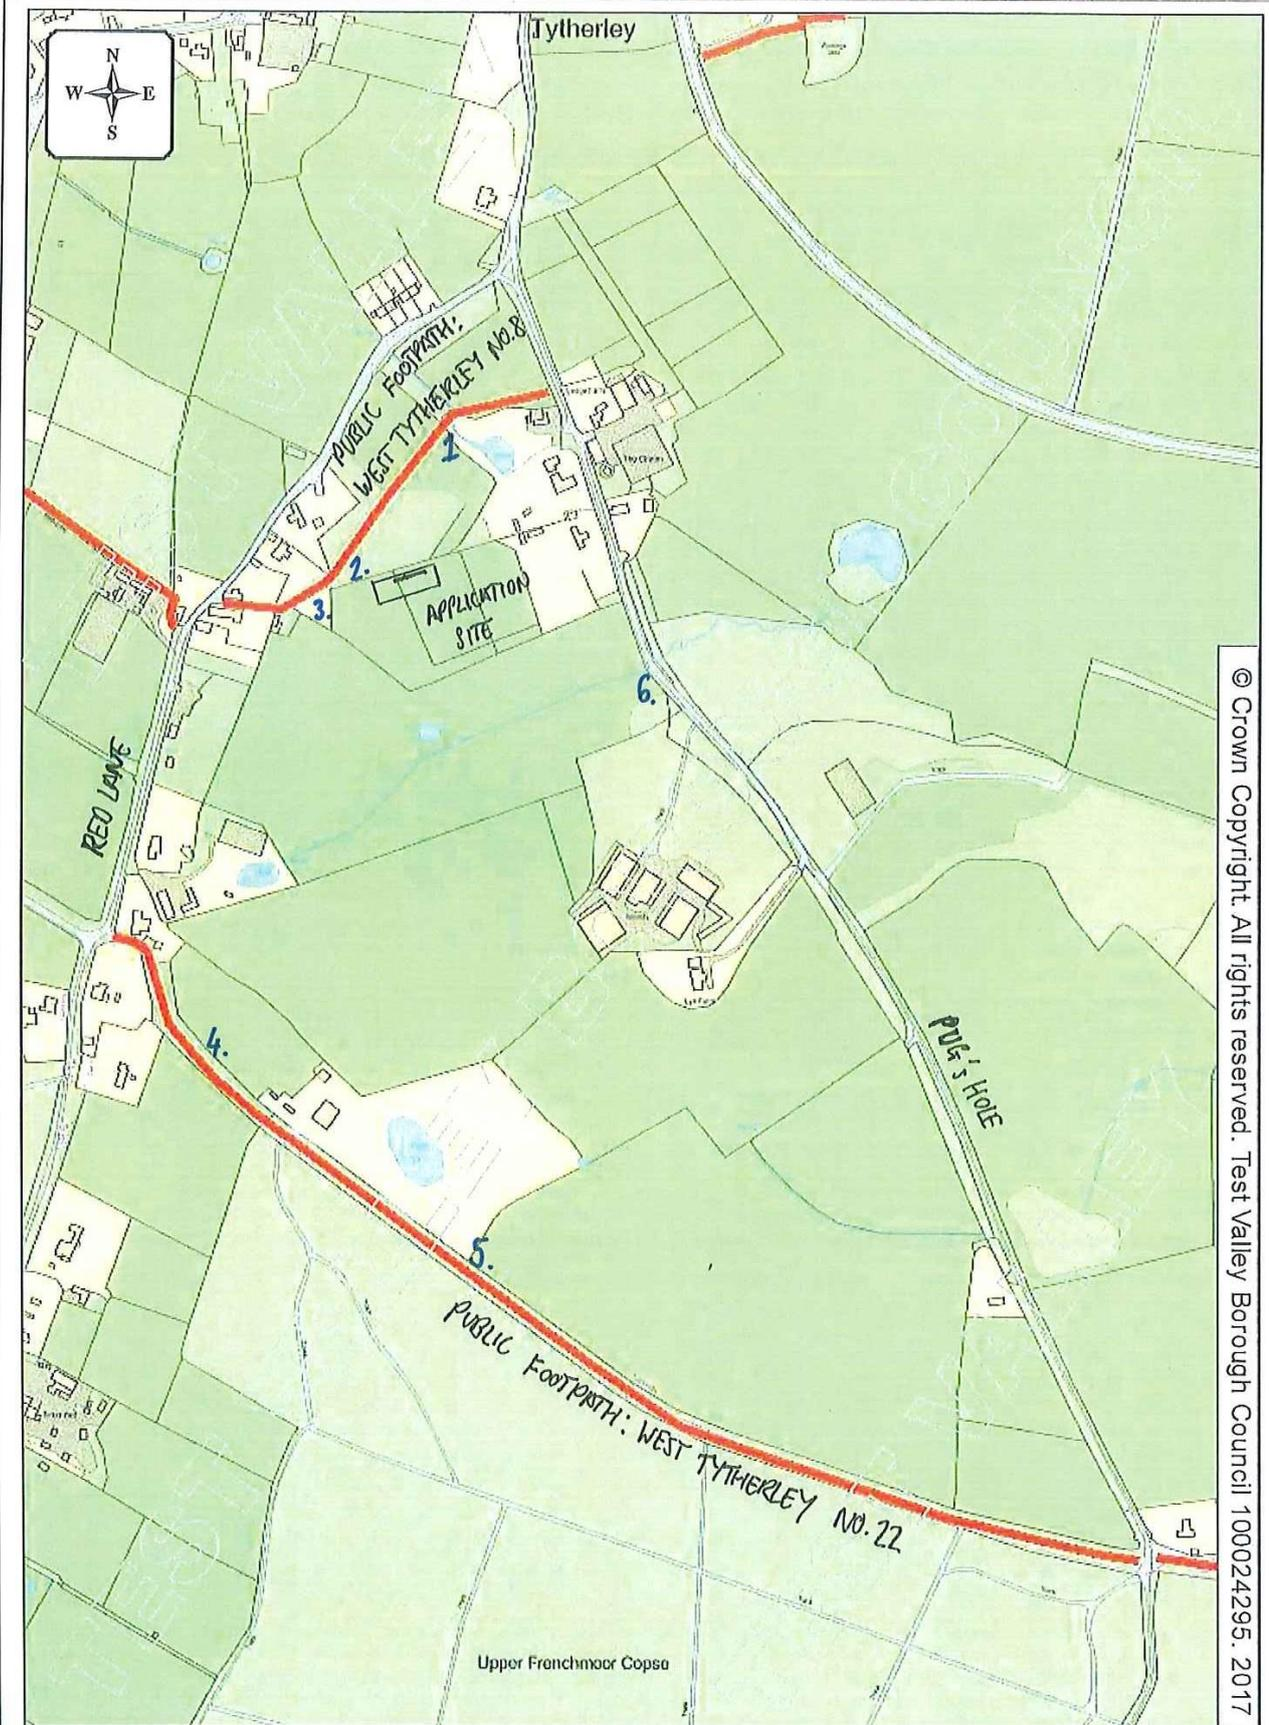 Tytherley
N
W E
S
PUBLIC FOOTPATH:
WEST TYTHERLEY NO.8
1
2.
3.
APPLICATION
SITE
6.
RED LANE
4.
PUG'S HOLE
5.
PUBLIC FOOTPATH: WEST TYTHERLEY NO. 22
Upper Frenchmoor Copse
© Crown Copyright. All rights reserved. Test Valley Borough Council 100024295. 2017